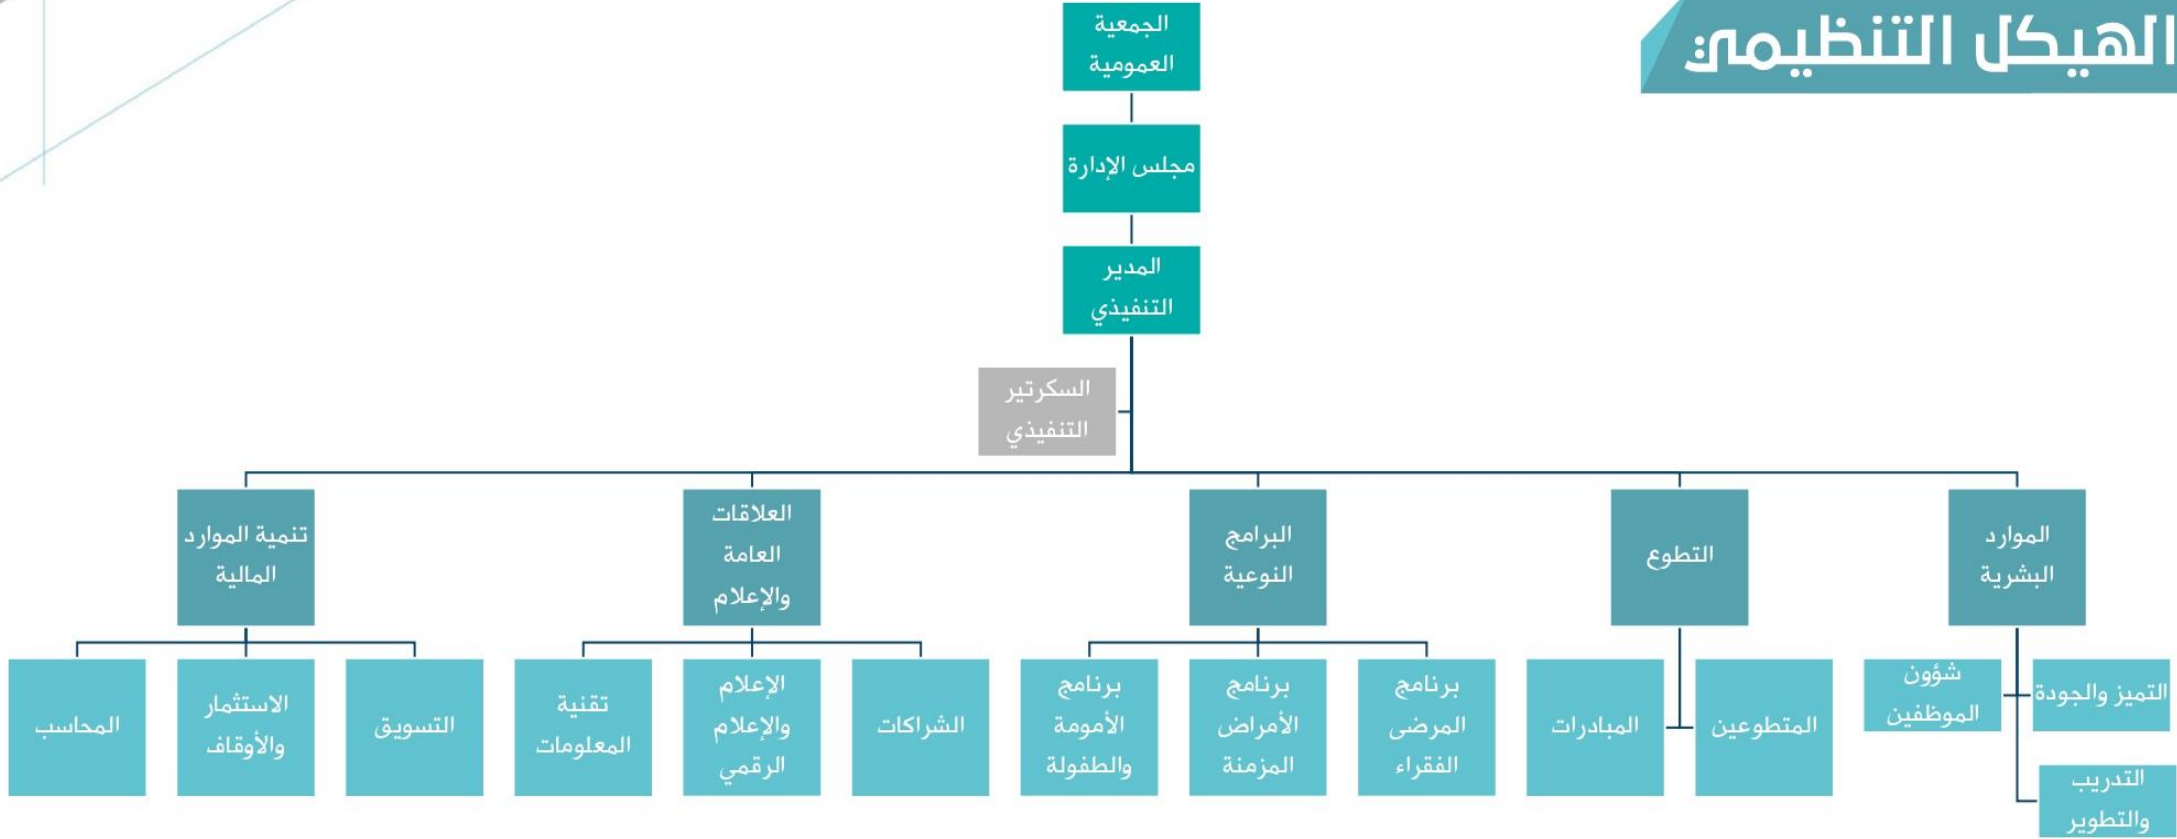 الهيكل التنظيمي:
الجمعية
العمومية
مجلس الإدارة
المدير
التنفيذي
السكرتير
التنفيذي
الموارد
البشرية
التطوع
البرامج
النوعية
العلاقات
العامة
والإعلام
تنمية الموارد
المالية
التميز والجودة
شؤون
الموظفين
التدريب
والتطوير
المتطوعين
المبادرات
برنامج
المرضى
الفقراء
برنامج
الأمراض
المزمنة
برنامج
الأمومة
والطفولة
الشراكات
الإعلام
والإعلام
الرقمي
تقنية
المعلومات
التسويق
الاستثمار
والأوقاف
المحاسب